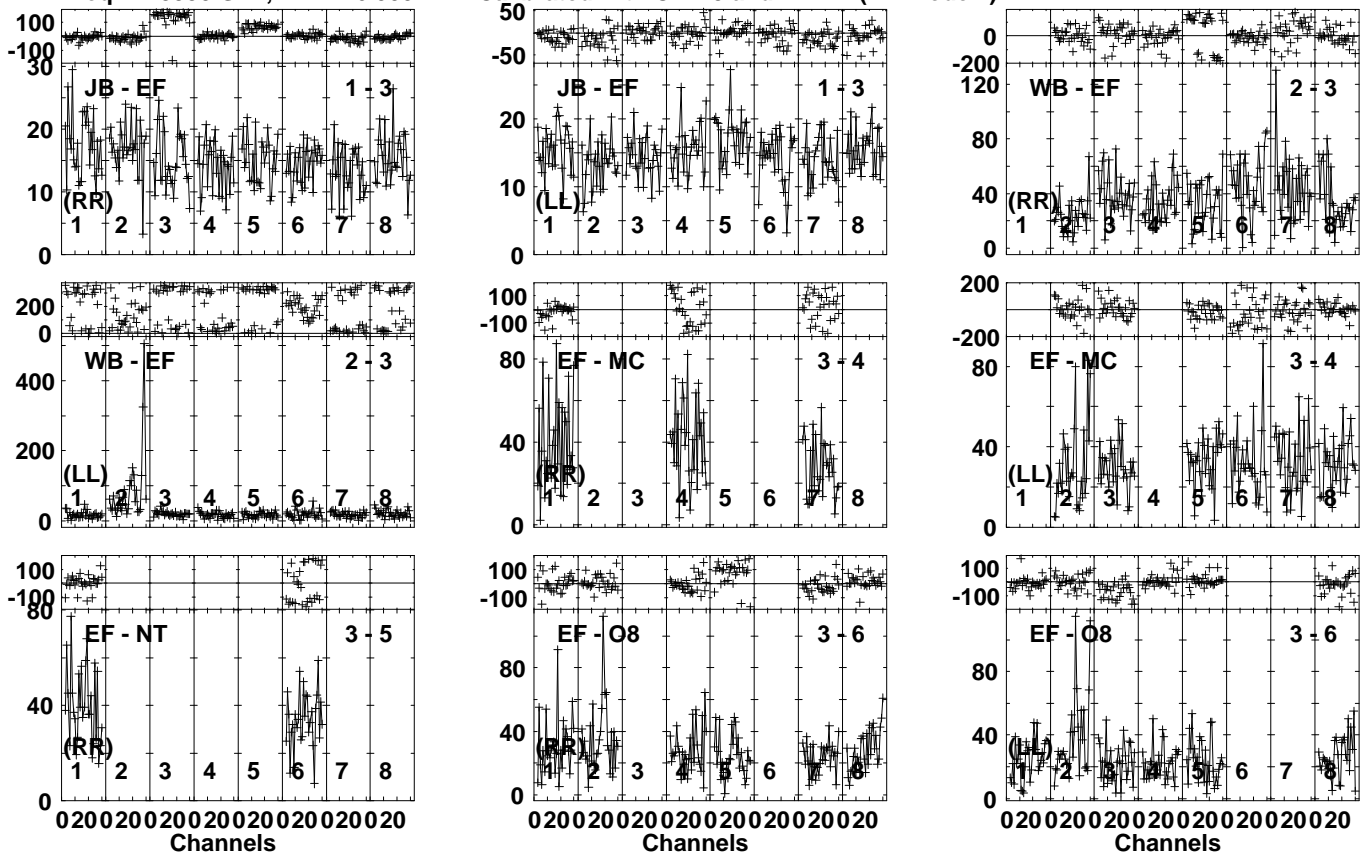 100 -100 30 20 10 0 JB - EF 1 - 3 (RR) 1 2 3 4 5 6 7 8
50 -50 20 10 0 JB - EF 1 - 3 (LL) 1 2 3 4 5 6 7 8
0 -200 120 80 40 0 WB - EF 2 - 3 (RR) 1 2 3 4 5 6 7 8
200 0 400 200 0 WB - EF 2 - 3 (LL) 1 2 3 4 5 6 7 8
100 -100 80 40 0 EF - MC 3 - 4 (RR) 1 2 3 4 5 6 7 8
200 0 -200 80 40 0 EF - MC 3 - 4 (LL) 1 2 3 4 5 6 7 8
100 -100 80 40 0 EF - NT 3 - 5 (RR) 1 2 3 4 5 6 7 8
100 -100 80 40 0 EF - O8 3 - 6 (RR) 1 2 3 4 5 6 7 8
100 -100 80 40 0 EF - O8 3 - 6 (LL) 1 2 3 4 5 6 7 8
0 20 0 20 0 20 0 20 0 20 0 20 0 20 0 20
0 20 0 20 0 20 0 20 0 20 0 20 0 20 0 20
0 20 0 20 0 20 0 20 0 20 0 20 0 20 0 20
Channels
Channels
Channels